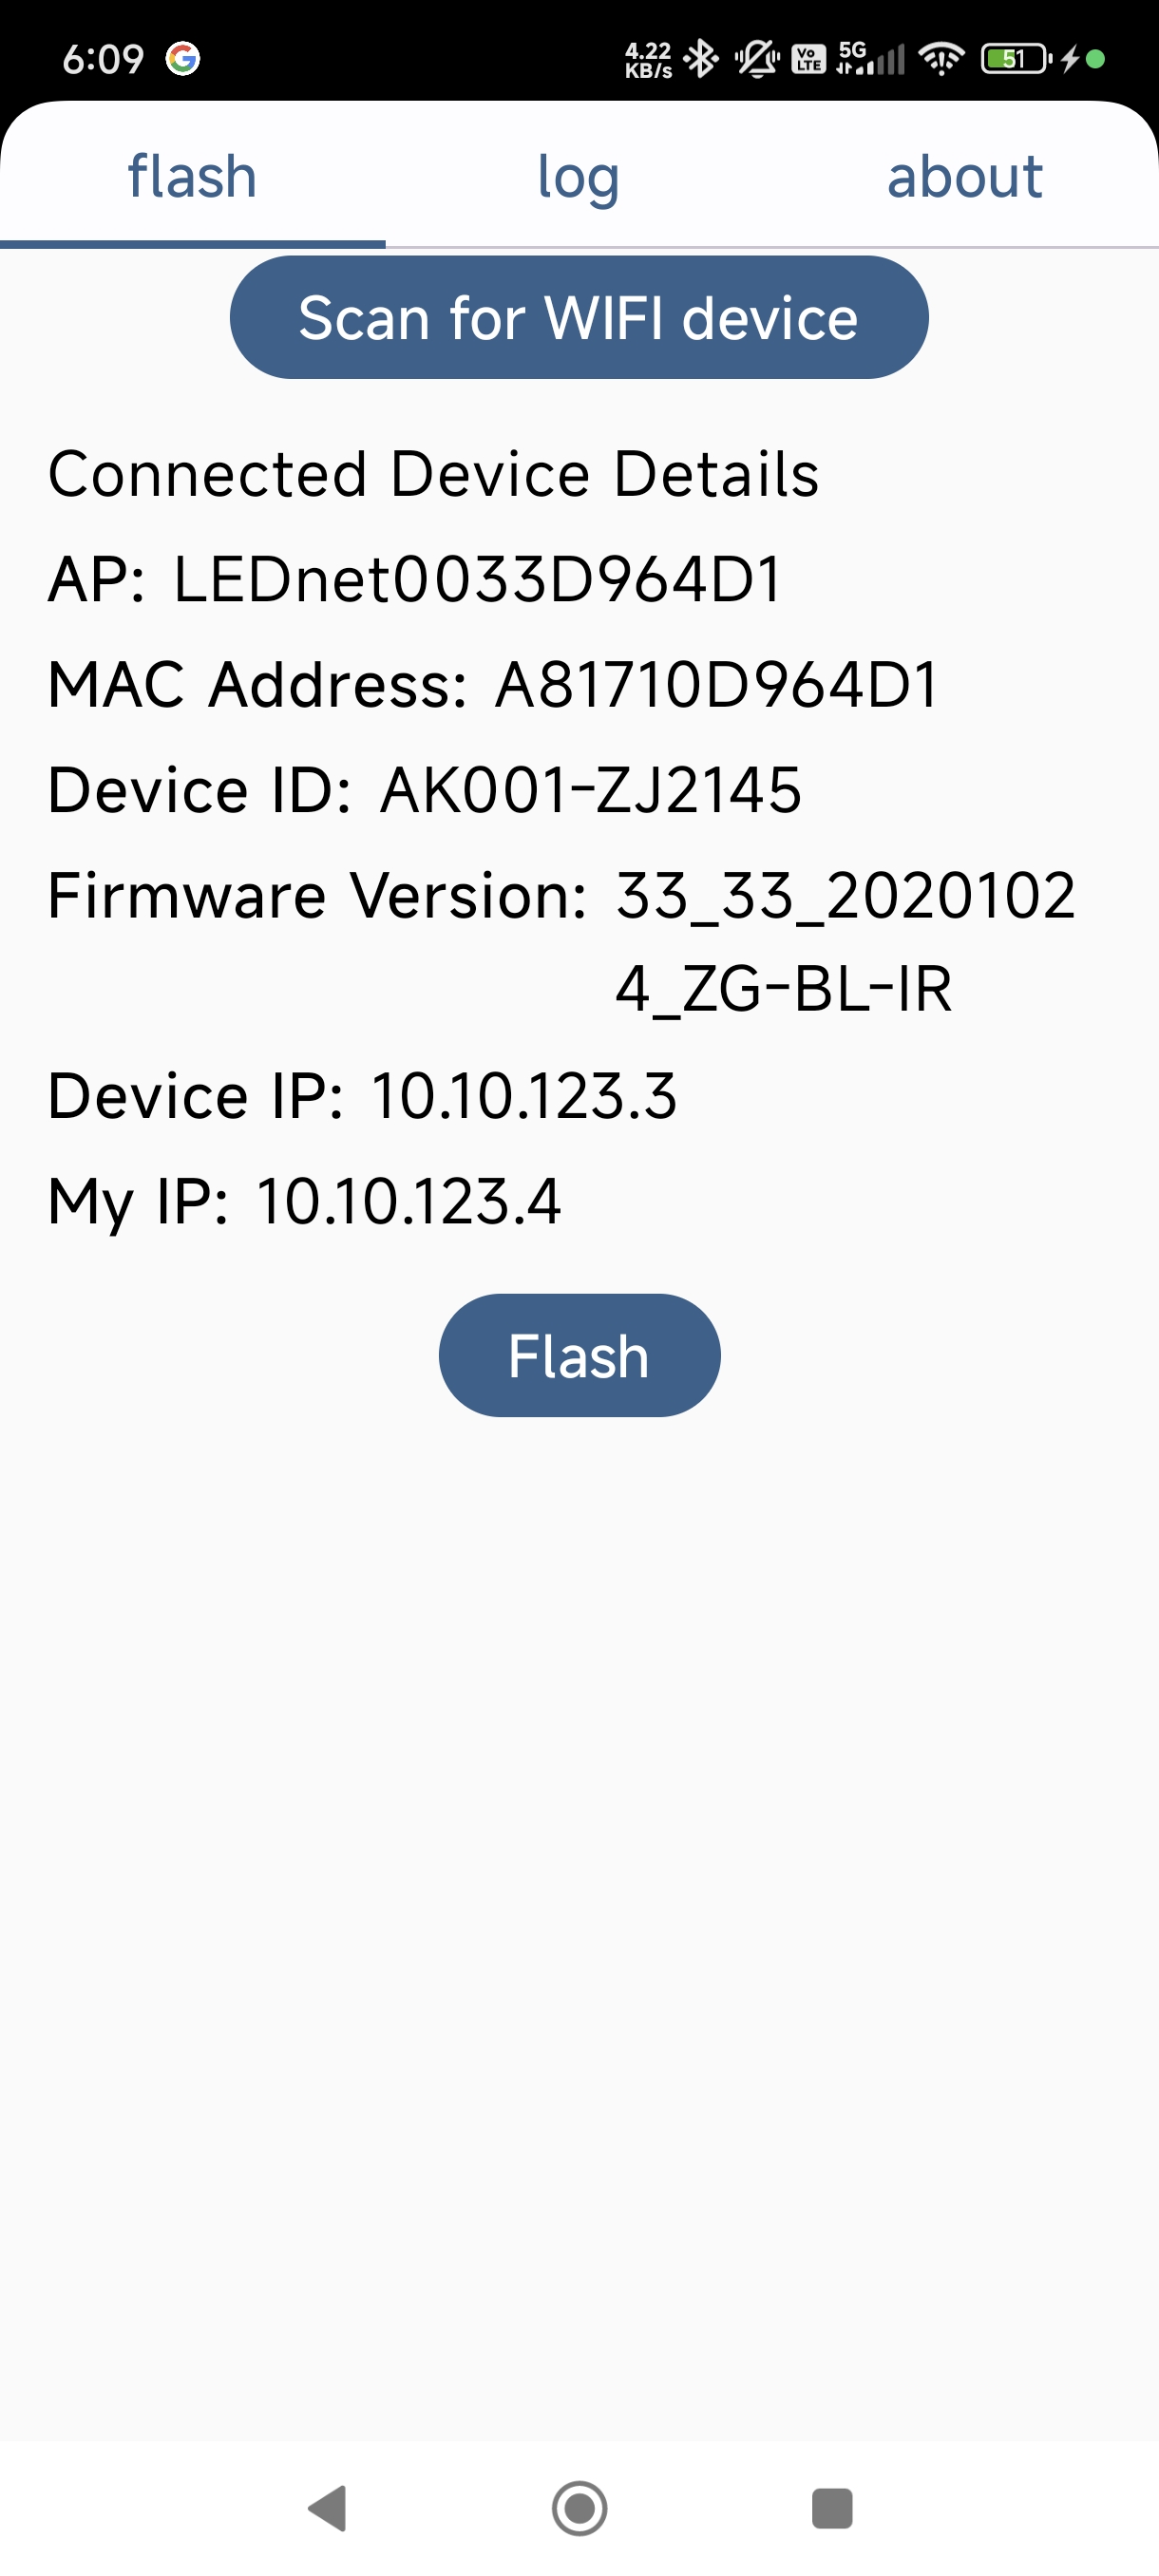 6:09
4.22
KB/s
Vo
LTE
5G
51
flash log about
Scan for WIFI device
Connected Device Details
AP: LEDnet0033D964D1
MAC Address: A81710D964D1
Device ID: AK001-ZJ2145
Firmware Version: 33_33_2020102
4_ZG-BL-IR
Device IP: 10.10.123.3
My IP: 10.10.123.4
Flash